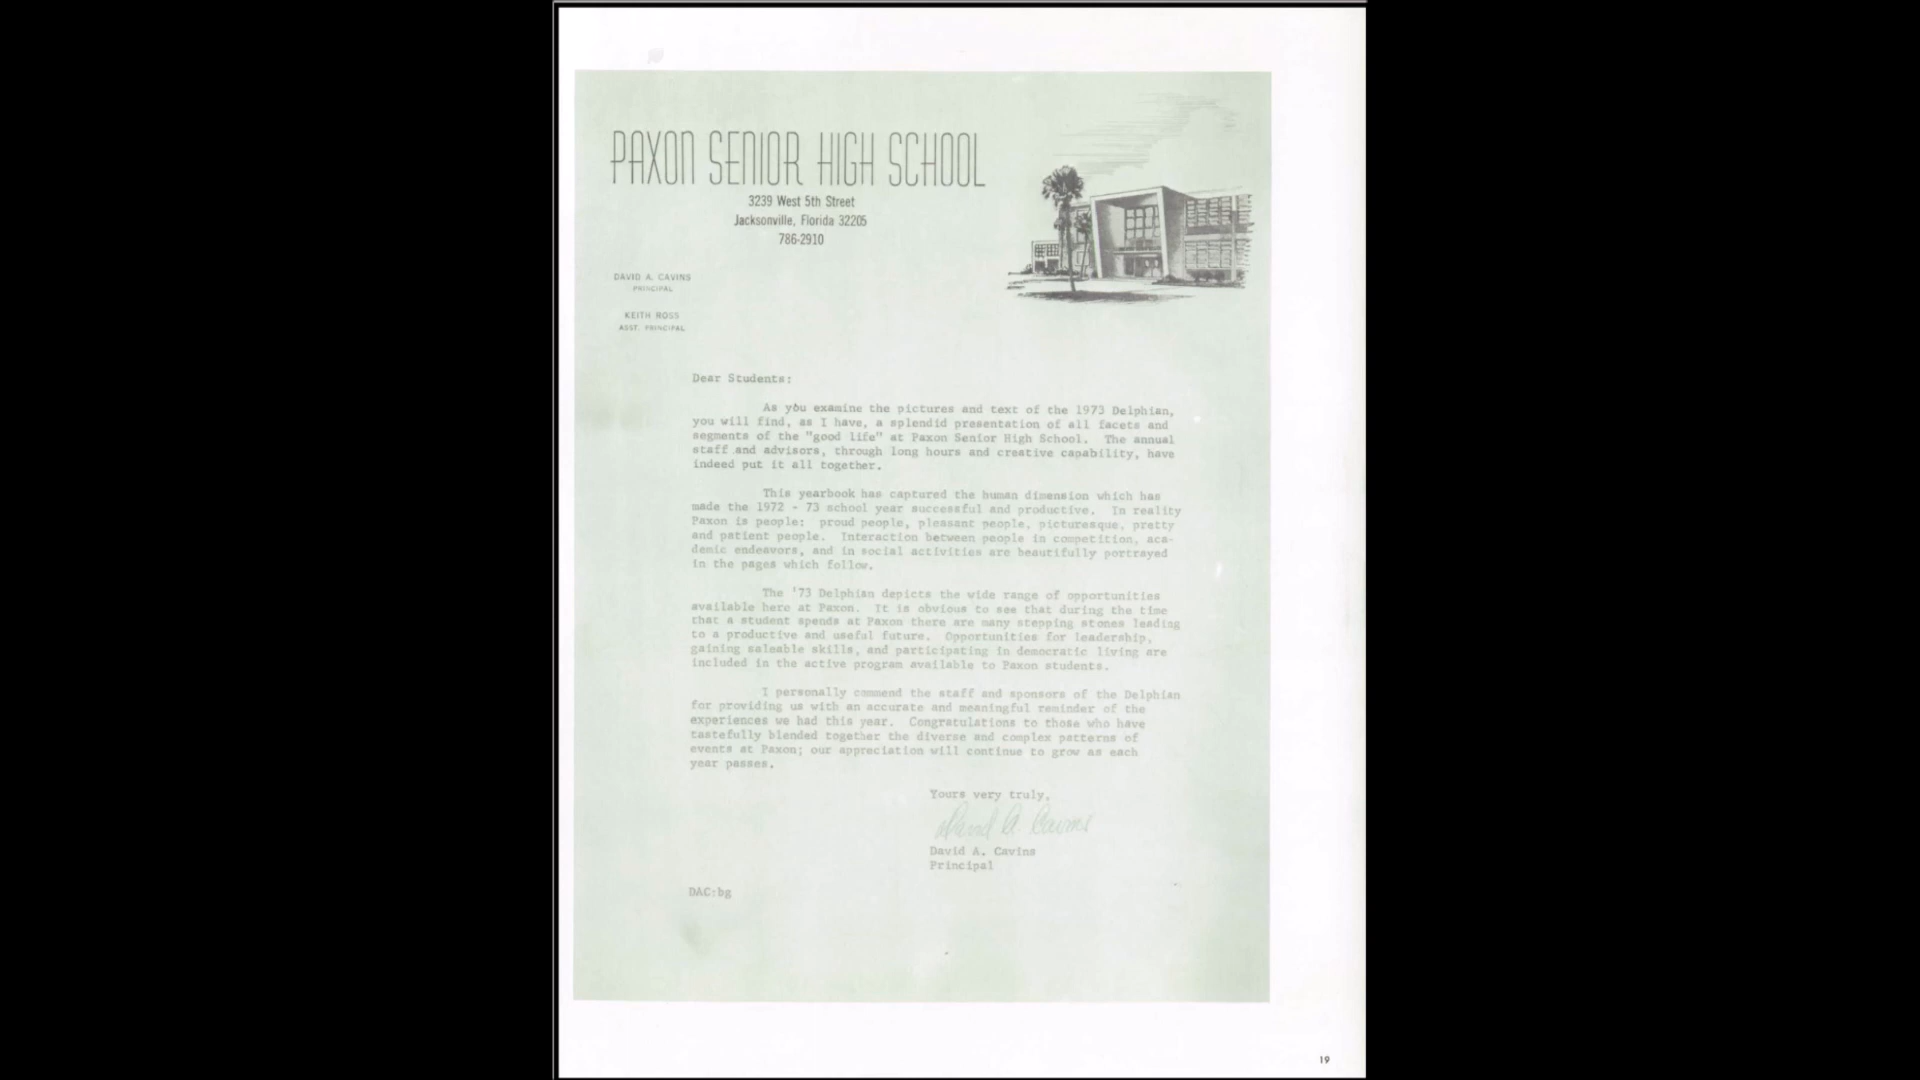 PAXON SENIOR HIGH SCHOOL
3239 West 5th Street
Jacksonville, Florida 32205
786-2910
DAVID A. CAVINS
PRINCIPAL
KEITH ROSS
ASST. PRINCIPAL
Dear Students:
As you examine the pictures and text of the 1973 Delphian,
you will find, as I have, a splendid presentation of all facets and
segments of the "good life" at Paxon Senior High School. The annual
staff and advisors, through long hours and creative capability, have
indeed put it all together.
This yearbook has captured the human dimension which has
made the 1972 - 73 school year successful and productive. In reality
Paxon is people: proud people, pleasant people, picturesque, pretty
and patient people. Interaction between people in competition, aca-
demic endeavors, and in social activities are beautifully portrayed
in the pages which follow.
The '73 Delphian depicts the wide range of opportunities
available here at Paxon. It is obvious to see that during the time
that a student spends at Paxon there are many stepping stones leading
to a productive and useful future. Opportunities for leadership,
gaining saleable skills, and participating in democratic living are
included in the active program available to Paxon students.
I personally commend the staff and sponsors of the Delphian
for providing us with an accurate and meaningful reminder of the
experiences we had this year. Congratulations to those who have
tastefully blended together the diverse and complex patterns of
events at Paxon; our appreciation will continue to grow as each
year passes.
Yours very truly,
David A. Cavins
David A. Cavins
Principal
DAC:bg
19